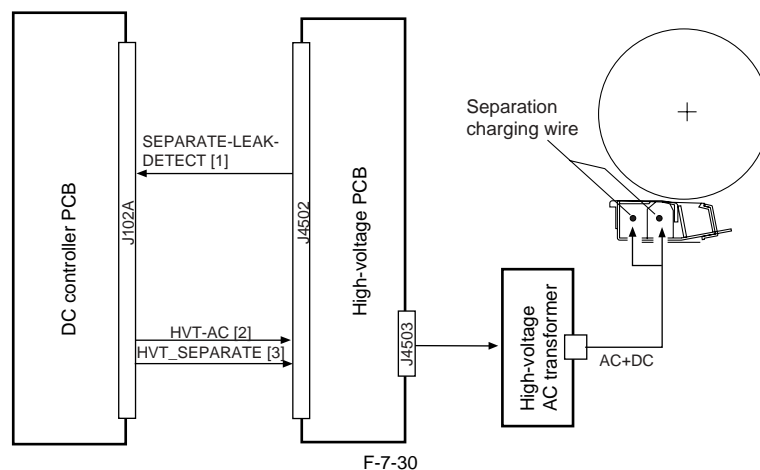 DC controller PCB
J102A
SEPARATE-LEAK-
DETECT [1]
HVT-AC [2]
HVT_SEPARATE [3]
J4502
High-voltage PCB
J4503
High-voltage
AC transformer
AC+DC
Separation
charging wire
F-7-30